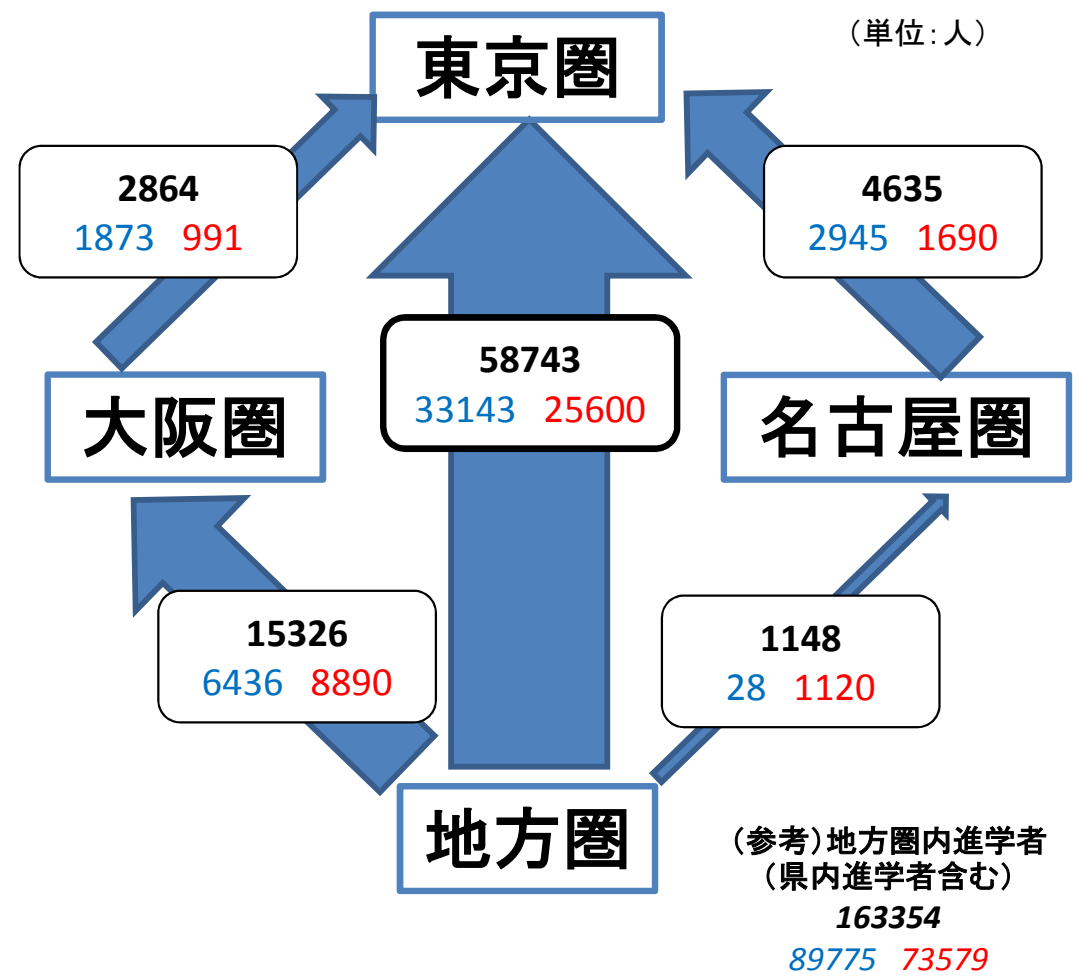 （単位：人）
東京圏
2864
1873 991
4635
2945 1690
58743
33143 25600
大阪圏
名古屋圏
15326
6436 8890
1148
28 1120
地方圏
（参考）地方圏内進学者
（県内進学者含む）
163354
89775 73579